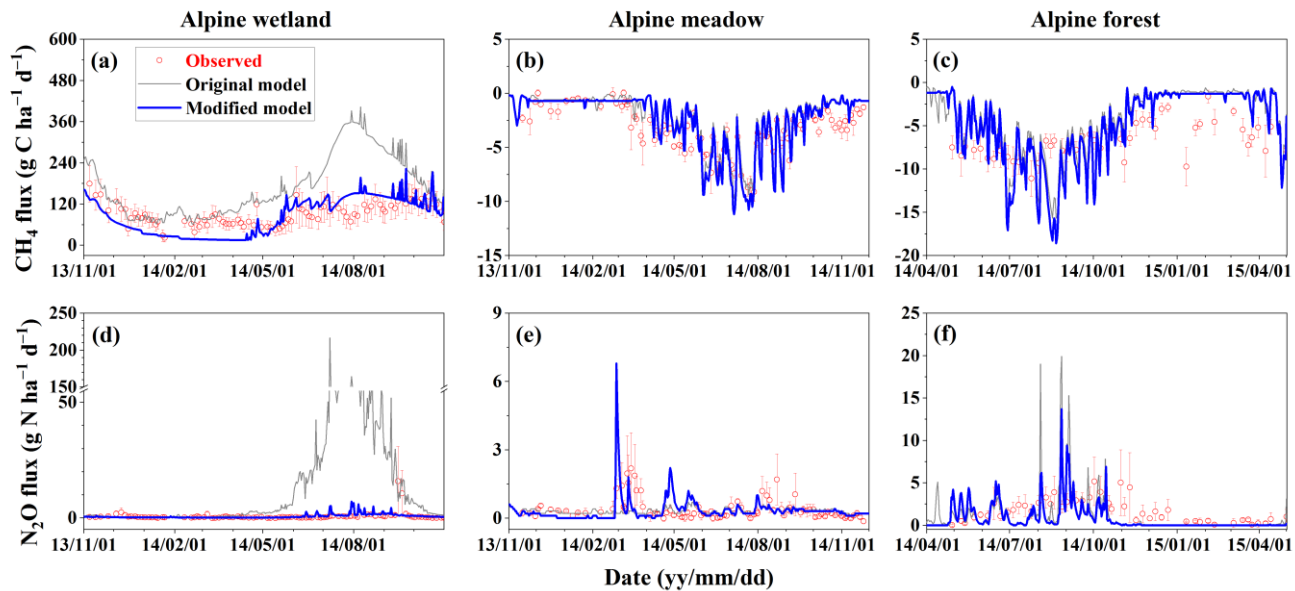 Alpine wetland
Alpine meadow
Alpine forest
CH₄ flux (g C ha⁻¹ d⁻¹)
(a)
Observed
Original model
Modified model
600
480
360
240
120
0
13/11/01 14/02/01 14/05/01 14/08/01
(b)
5
0
-5
-10
-15
13/11/01 14/02/01 14/05/01 14/08/01 14/11/01
(c)
5
0
-5
-10
-15
-20
14/04/01 14/07/01 14/10/01 15/01/01 15/04/01
N₂O flux (g N ha⁻¹ d⁻¹)
(d)
250
200
150
50
0
13/11/01 14/02/01 14/05/01 14/08/01
(e)
9
6
3
0
13/11/01 14/02/01 14/05/01 14/08/01 14/11/01
(f)
25
20
15
10
5
0
14/04/01 14/07/01 14/10/01 15/01/01 15/04/01
Date (yy/mm/dd)